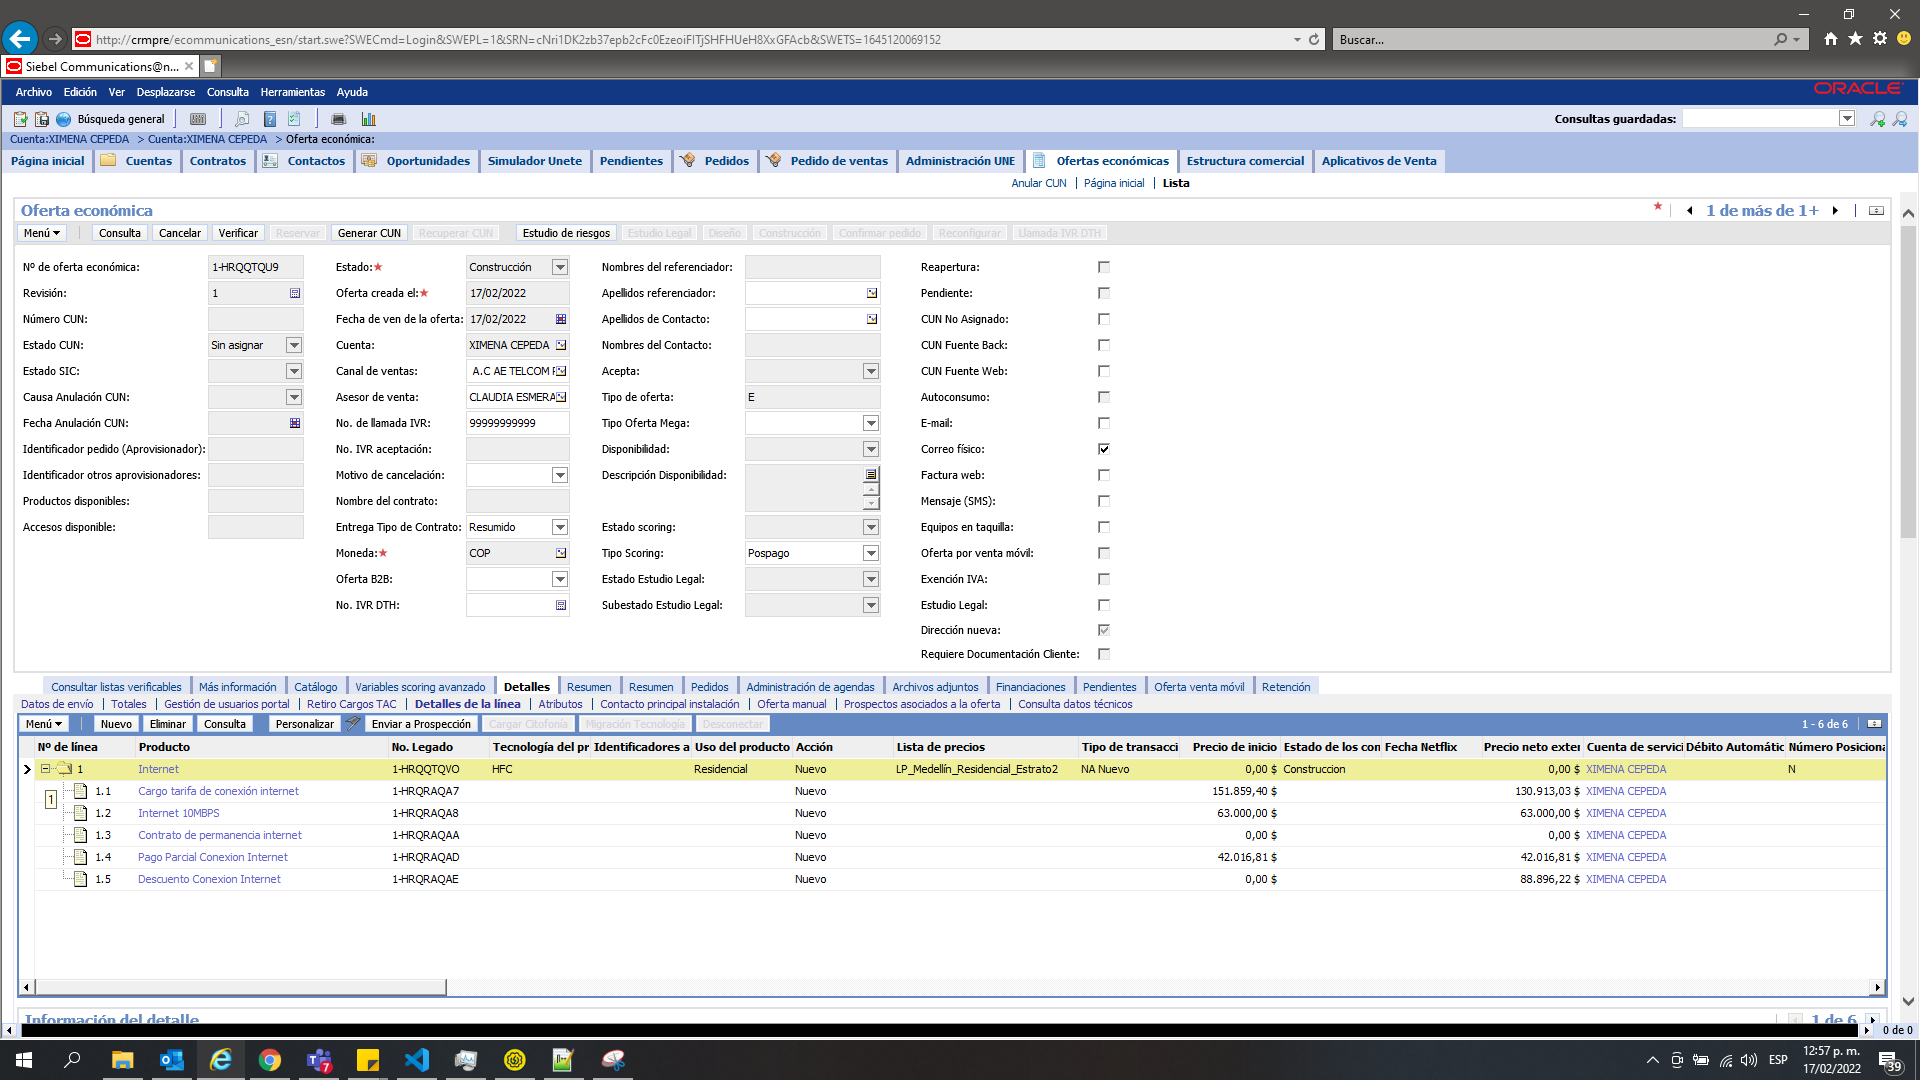 http://crmpre/ecommunications_esn/start.swe?SWECmd=Login&SWEPL=1&SRN=cNri1DK2zb37epb2cFc0EzeoiFITjSHFHUeH8XxGFAcb&SWETS=1645120069152
Buscar...
Siebel Communications@n...
Archivo Edición Ver Desplazarse Consulta Herramientas Ayuda
ORACLE
Búsqueda general
Consultas guardadas:
Cuenta:XIMENA CEPEDA > Cuenta:XIMENA CEPEDA > Oferta económica:
Página inicial Cuentas Contratos Contactos Oportunidades Simulador Unete Pendientes Pedidos Pedido de ventas Administración UNE Ofertas económicas Estructura comercial Aplicativos de Venta
Anular CUN Página inicial Lista
Oferta económica
1 de más de 1+
Menú Consulta Cancelar Verificar Reservar Generar CUN Recuperar CUN Estudio de riesgos Estudio Legal Diseño Construcción Confirmar pedido Reconfigurar Llamada IVR DTH
Nº de oferta económica: 1-HRQQTQU9 Estado:★ Construcción Nombres del referenciador: Reapertura:
Revisión: 1 Oferta creada el:★ 17/02/2022 Apellidos referenciador: Pendiente:
Número CUN: Fecha de ven de la oferta: 17/02/2022 Apellidos de Contacto: CUN No Asignado:
Estado CUN: Sin asignar Cuenta: XIMENA CEPEDA Nombres del Contacto: CUN Fuente Back:
Estado SIC: Canal de ventas: A.C AE TELCOM Acepta: CUN Fuente Web:
Causa Anulación CUN: Asesor de venta: CLAUDIA ESMERA Tipo de oferta: E Autoconsumo:
Fecha Anulación CUN: No. de llamada IVR: 99999999999 Tipo Oferta Mega: E-mail:
Identificador pedido (Aprovisionador): No. IVR aceptación: Disponibilidad: Correo físico:
Identificador otros aprovisionadores: Motivo de cancelación: Descripción Disponibilidad: Factura web:
Productos disponibles: Nombre del contrato: Mensaje (SMS):
Accesos disponible: Entrega Tipo de Contrato: Resumido Estado scoring: Equipos en taquilla:
Moneda:★ COP Tipo Scoring: Pospago Oferta por venta móvil:
Oferta B2B: Estado Estudio Legal: Exención IVA:
No. IVR DTH: Subestado Estudio Legal: Estudio Legal:
Dirección nueva:
Requiere Documentación Cliente:
Consultar listas verificables Más información Catálogo Variables scoring avanzado Detalles Resumen Resumen Pedidos Administración de agendas Archivos adjuntos Financiaciones Pendientes Oferta venta móvil Retención
Datos de envío Totales Gestión de usuarios portal Retiro Cargos TAC Detalles de la línea Atributos Contacto principal instalación Oferta manual Prospectos asociados a la oferta Consulta datos técnicos
Menú Nuevo Eliminar Consulta Personalizar Enviar a Prospección Cargar Citofonía Migración Tecnología Desconectar 1 - 6 de 6
Nº de línea Producto No. Legado Tecnología del pr Identificadores a Uso del producto Acción Lista de precios Tipo de transacci Precio de inicio Estado de los con Fecha Netflix Precio neto exter Cuenta de servici Débito Automátic Número Posiciona
1 Internet 1-HRQQTQVO HFC Residencial Nuevo LP_Medellín_Residencial_Estrato2 NA Nuevo 0,00 $ Construccion 0,00 $ XIMENA CEPEDA N
1.1 Cargo tarifa de conexión internet 1-HRQRAQA7 Nuevo 151.859,40 $ 130.913,03 $ XIMENA CEPEDA
1
1.2 Internet 10MBPS 1-HRQRAQA8 Nuevo 63.000,00 $ 63.000,00 $ XIMENA CEPEDA
1.3 Contrato de permanencia internet 1-HRQRAQAA Nuevo 0,00 $ 0,00 $ XIMENA CEPEDA
1.4 Pago Parcial Conexion Internet 1-HRQRAQAD Nuevo 42.016,81 $ 42.016,81 $ XIMENA CEPEDA
1.5 Descuento Conexion Internet 1-HRQRAQAE Nuevo 0,00 $ 88.896,22 $ XIMENA CEPEDA
Información del detalle
1 de 6
0 de 0
7
ESP
12:57 p. m.
17/02/2022
39